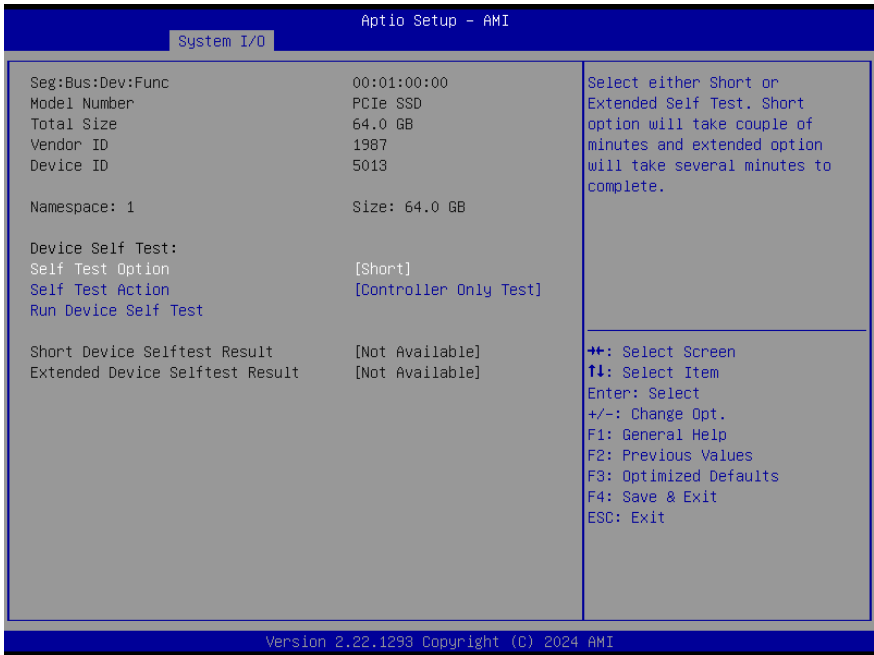 Aptio Setup – AMI
System I/O
Seg:Bus:Dev:Func 00:01:00:00
Model Number PCIe SSD
Total Size 64.0 GB
Vendor ID 1987
Device ID 5013
Namespace: 1 Size: 64.0 GB
Device Self Test:
Self Test Option [Short]
Self Test Action [Controller Only Test]
Run Device Self Test
Short Device Selftest Result [Not Available]
Extended Device Selftest Result [Not Available]
Select either Short or
Extended Self Test. Short
option will take couple of
minutes and extended option
will take several minutes to
complete.
→←: Select Screen
↑↓: Select Item
Enter: Select
+/-: Change Opt.
F1: General Help
F2: Previous Values
F3: Optimized Defaults
F4: Save & Exit
ESC: Exit
Version 2.22.1293 Copyright (C) 2024 AMI